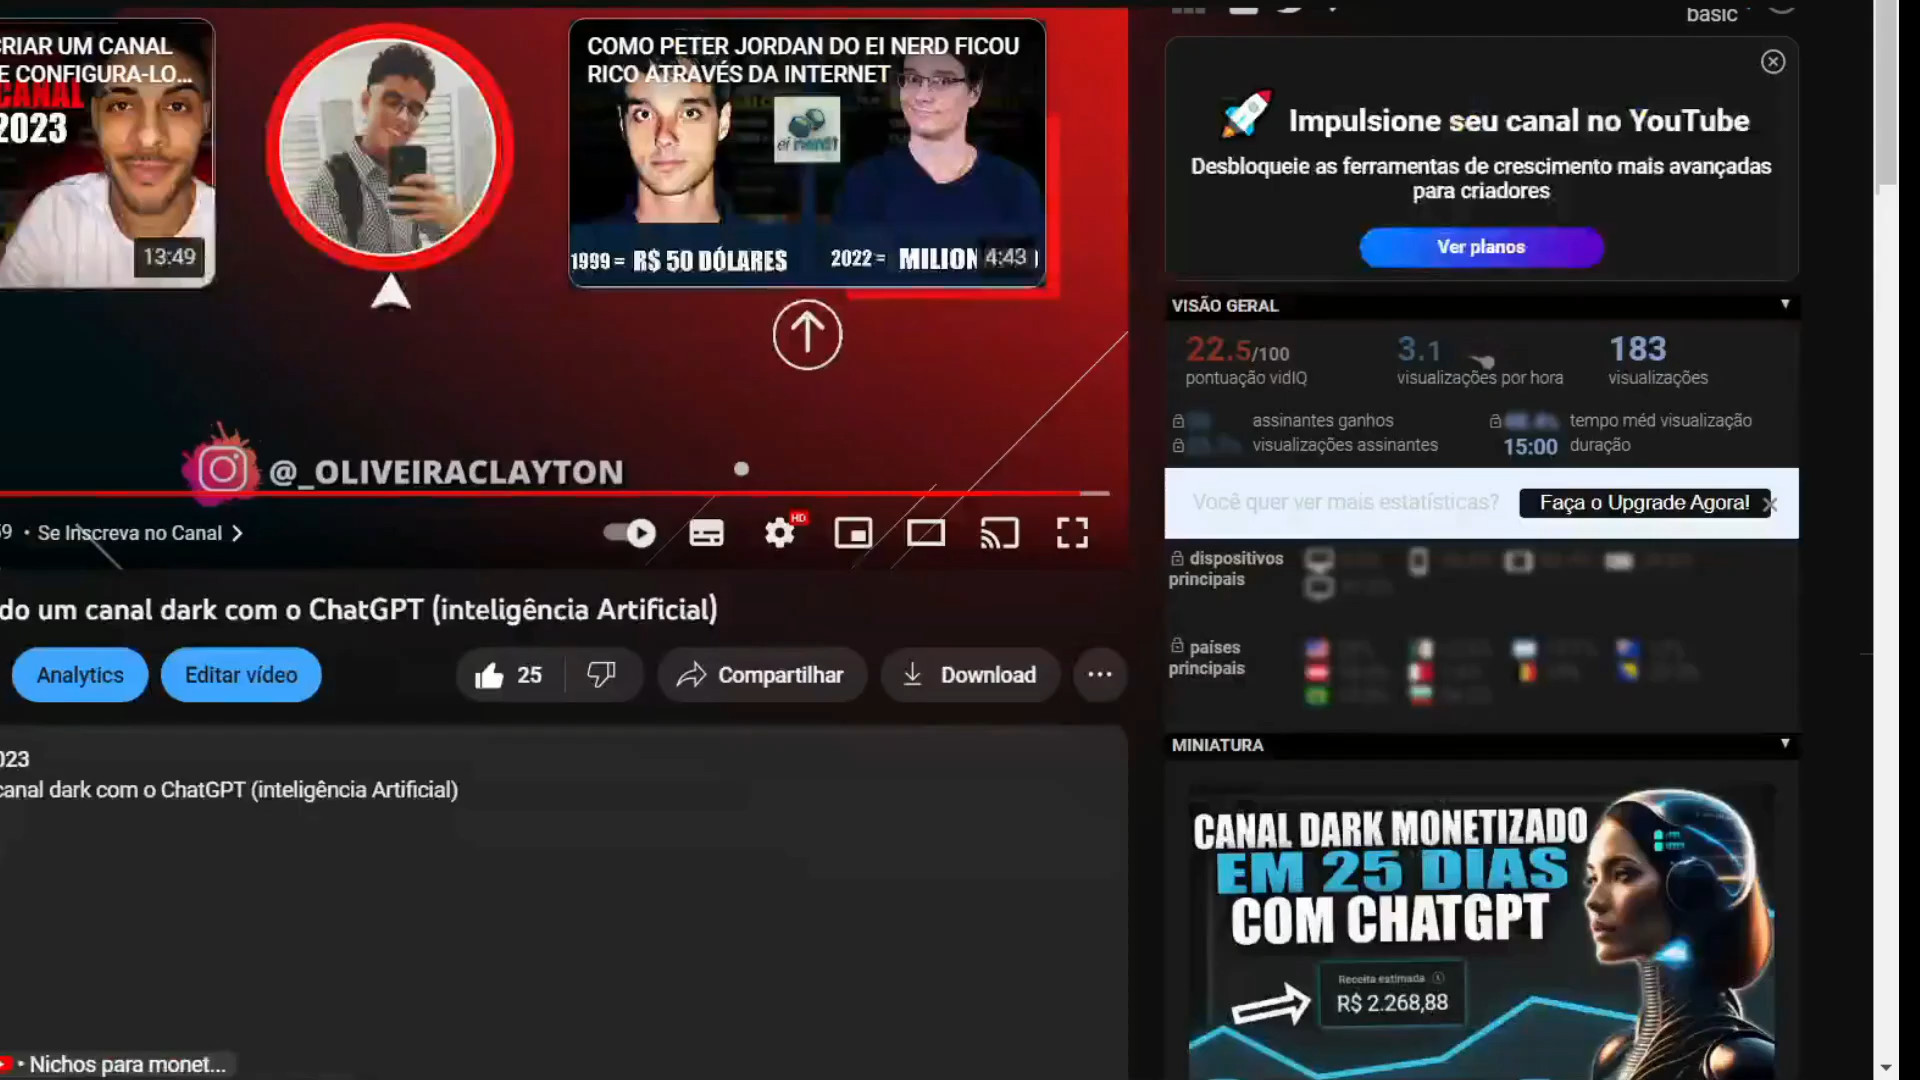 RIAR UM CANAL
E CONFIGURA-LO...
CANAL
2023
13:49
COMO PETER JORDAN DO EI NERD FICOU
RICO ATRAVÉS DA INTERNET
ei nerd!
1999 = R$ 50 DÓLARES
2022 = MILION
4:43
@_OLIVEIRACLAYTON
59 • Se Inscreva no Canal
HD
do um canal dark com o ChatGPT (inteligência Artificial)
Analytics
Editar vídeo
25
Compartilhar
Download
023
canal dark com o ChatGPT (inteligência Artificial)
• Nichos para monet...
basic
Impulsione seu canal no YouTube
Desbloqueie as ferramentas de crescimento mais avançadas
para criadores
Ver planos
VISÃO GERAL
22.5/100
pontuação vidIQ
3.1
visualizações por hora
183
visualizações
assinantes ganhos
tempo méd visualização
visualizações assinantes
15:00 duração
Você quer ver mais estatísticas?
Faça o Upgrade Agora!
dispositivos
principais
países
principais
MINIATURA
CANAL DARK MONETIZADO
EM 25 DIAS
COM CHATGPT
Receita estimada
R$ 2.268,88